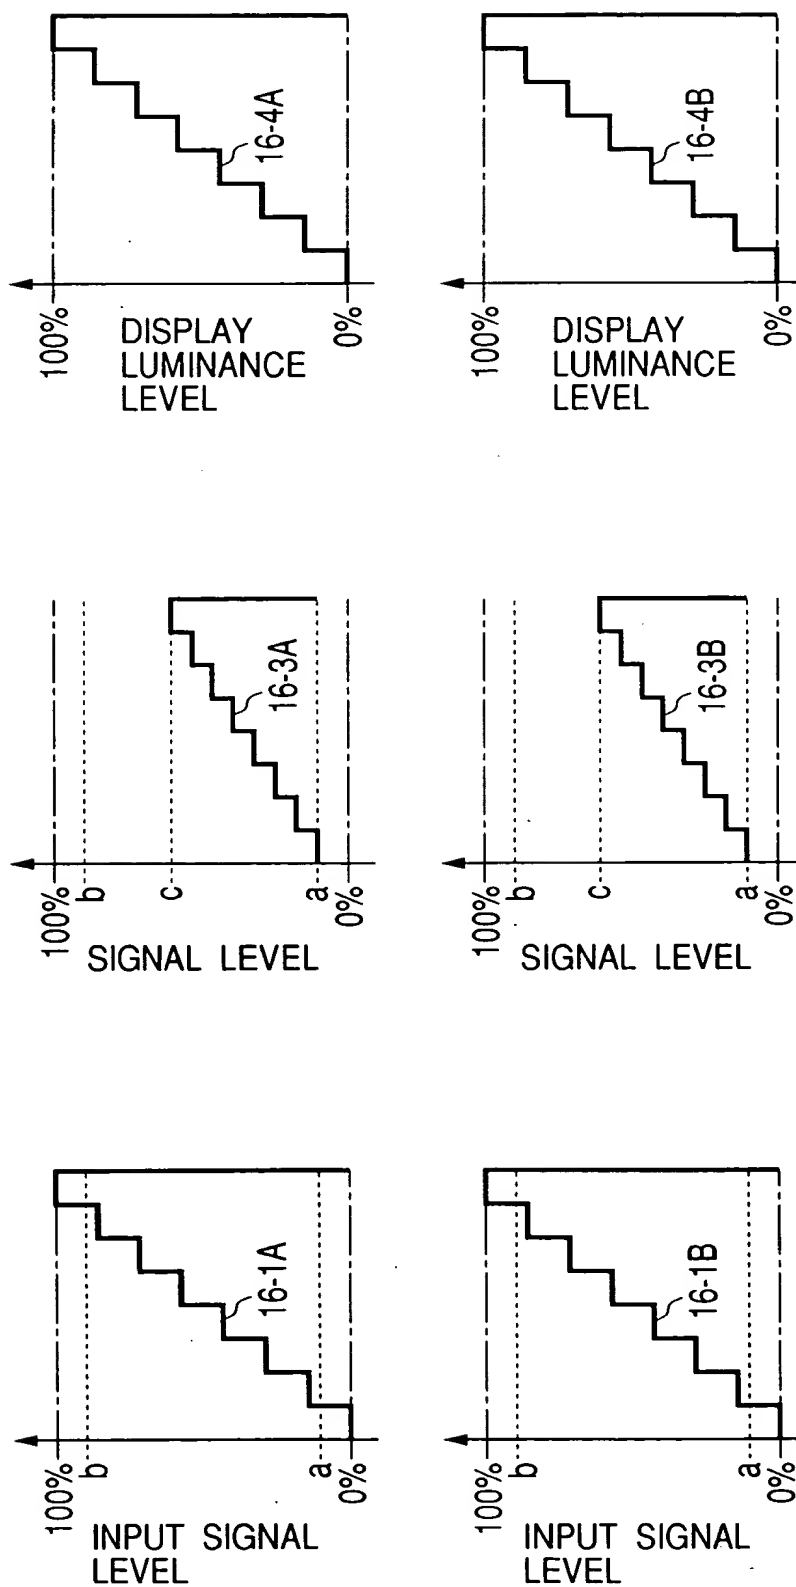 100%
DISPLAY
LUMINANCE
LEVEL
0%
16-4A
100%
DISPLAY
LUMINANCE
LEVEL
0%
16-4B
100%
b
c
a
0%
SIGNAL LEVEL
16-3A
100%
b
c
a
0%
SIGNAL LEVEL
16-3B
100%
b
a
0%
INPUT SIGNAL
LEVEL
16-1A
100%
b
a
0%
INPUT SIGNAL
LEVEL
16-1B